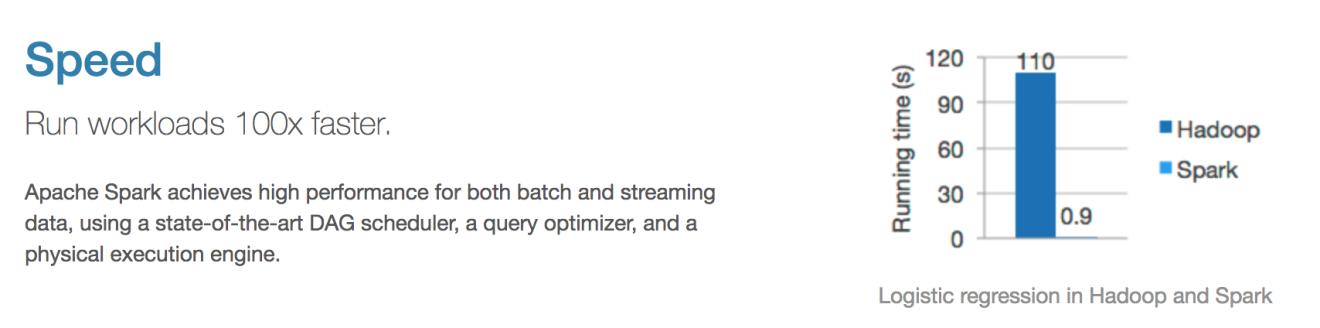 Speed
Run workloads 100x faster.
Apache Spark achieves high performance for both batch and streaming
data, using a state-of-the-art DAG scheduler, a query optimizer, and a
physical execution engine.
Running time (s)
120
110
90
60
30
0
0.9
Hadoop
Spark
Logistic regression in Hadoop and Spark